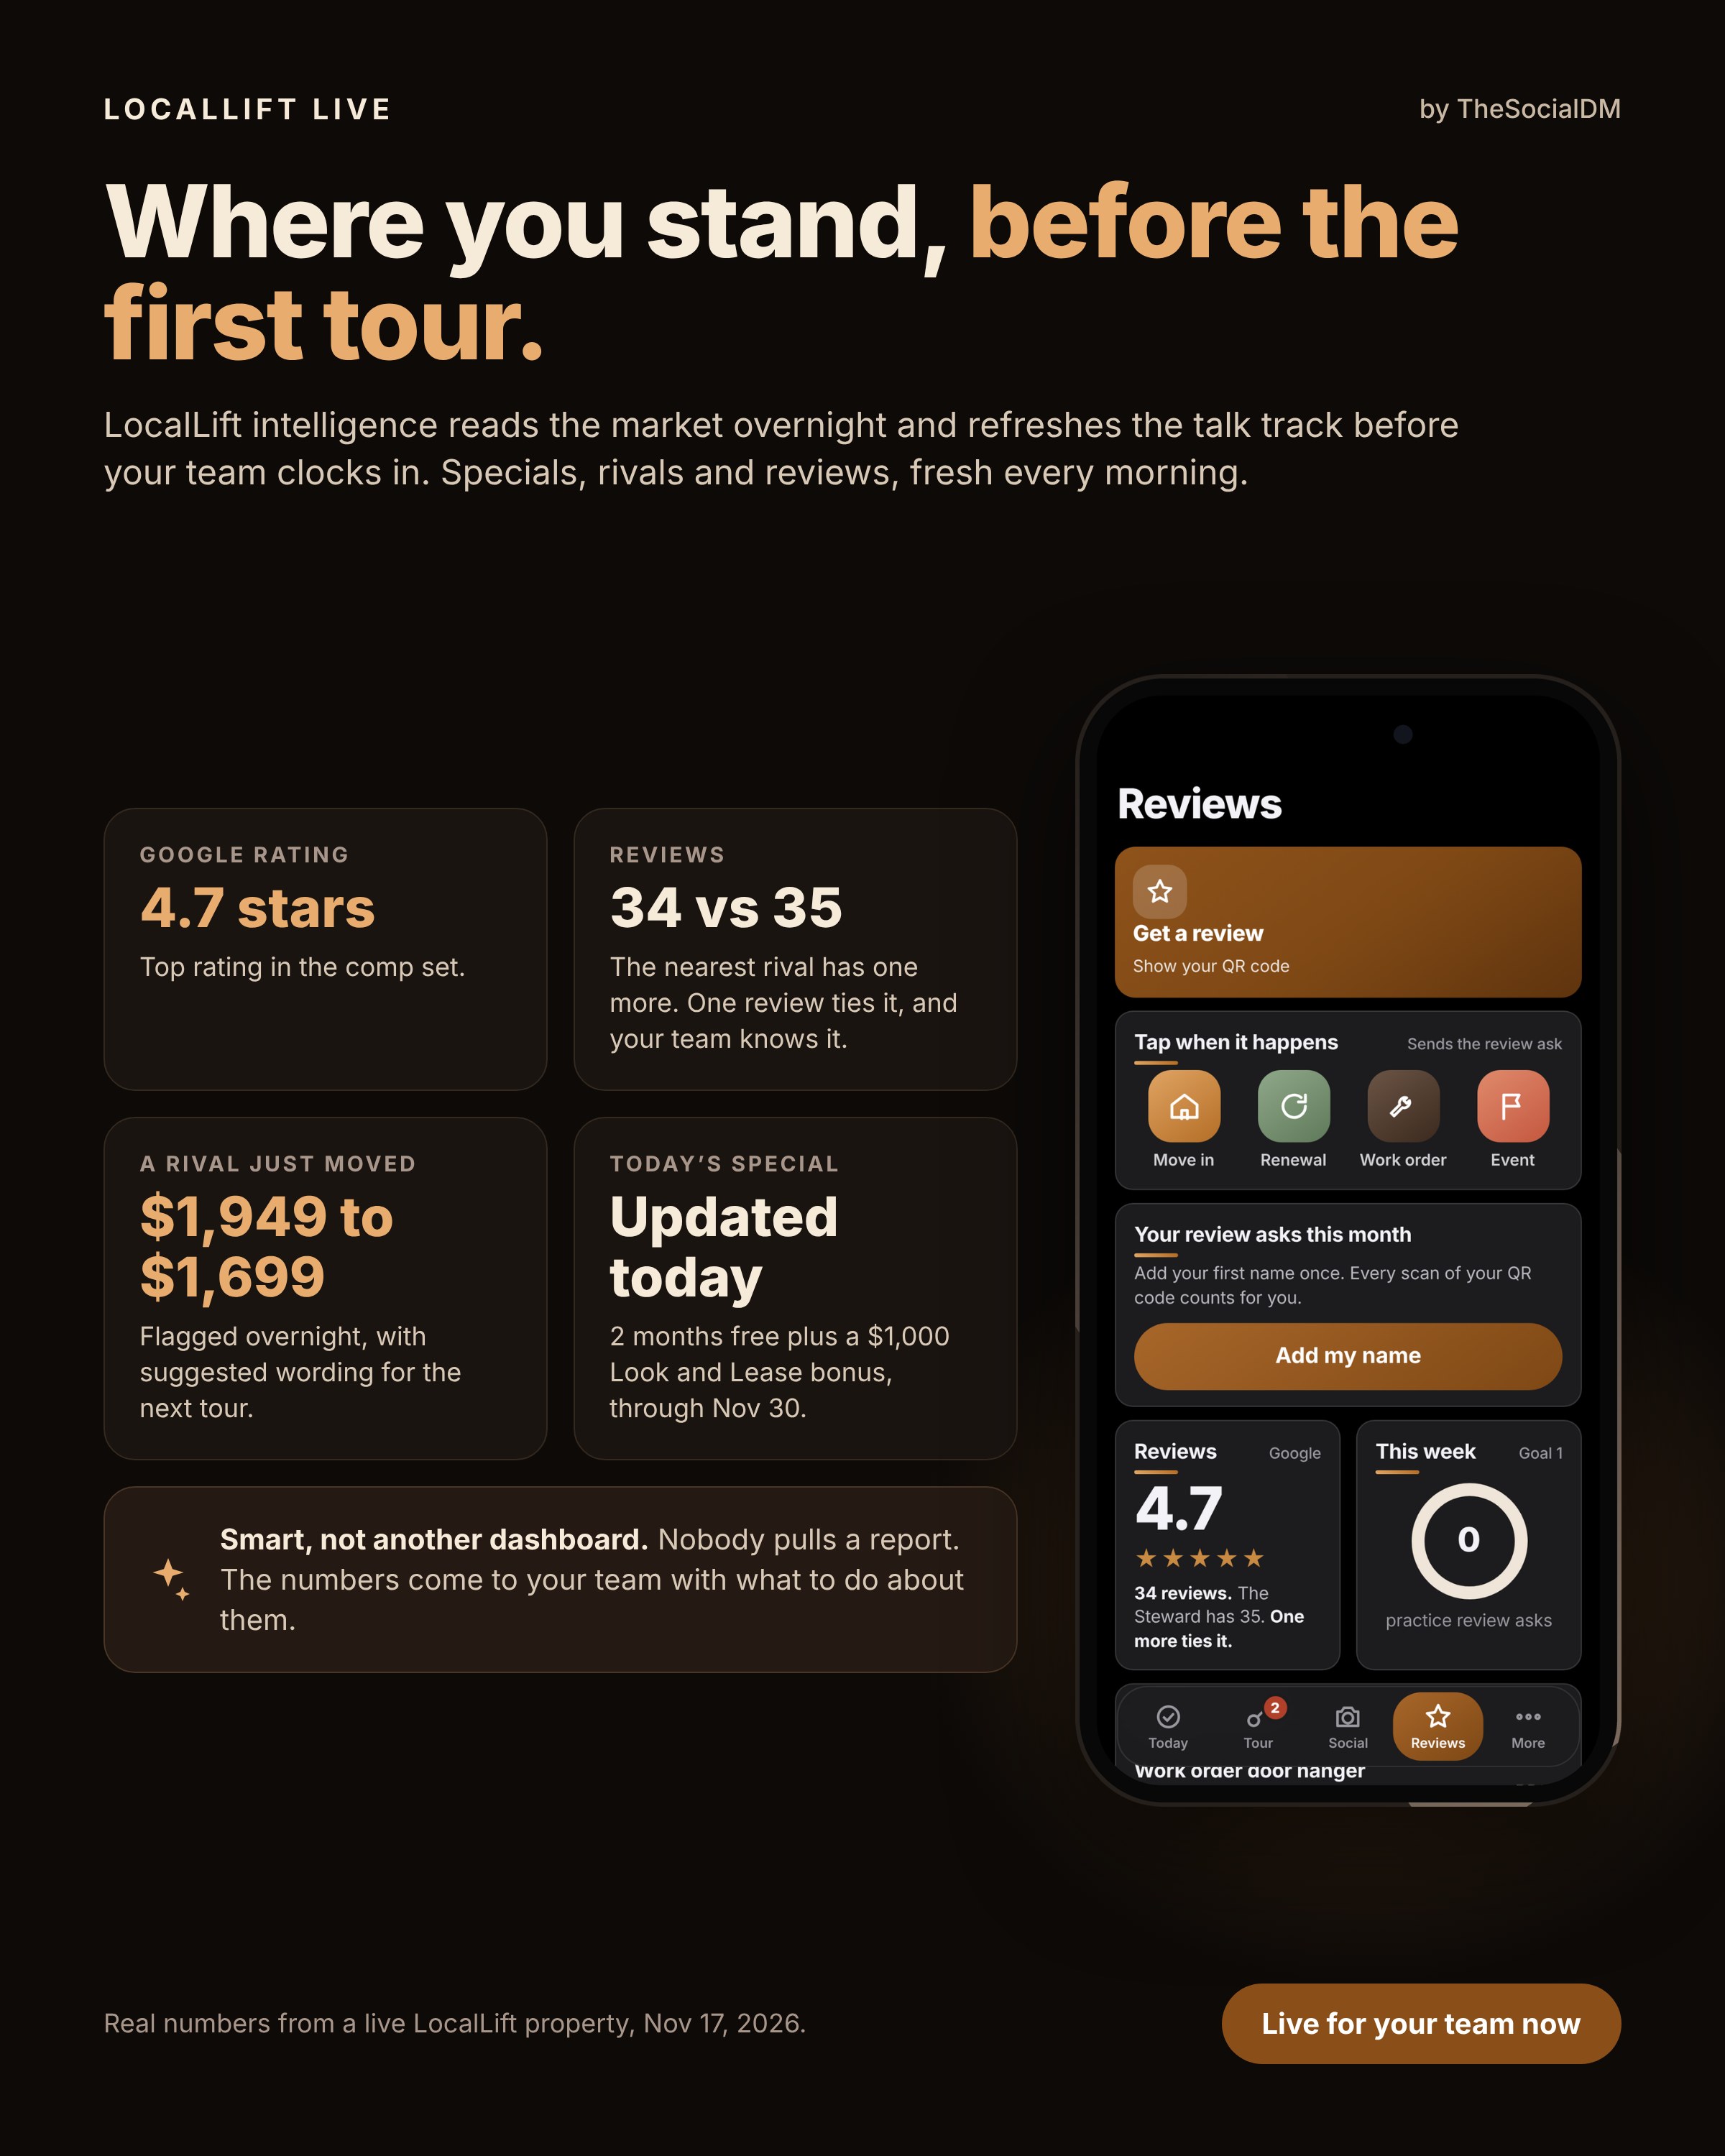 LOCALLIFT LIVE
by TheSocialDM
Where you stand, before the
first tour.
LocalLift intelligence reads the market overnight and refreshes the talk track before
your team clocks in. Specials, rivals and reviews, fresh every morning.
GOOGLE RATING
4.7 stars
Top rating in the comp set.
REVIEWS
34 vs 35
The nearest rival has one
more. One review ties it, and
your team knows it.
A RIVAL JUST MOVED
$1,949 to
$1,699
Flagged overnight, with
suggested wording for the
next tour.
TODAY’S SPECIAL
Updated
today
2 months free plus a $1,000
Look and Lease bonus,
through Nov 30.
Smart, not another dashboard. Nobody pulls a report.
The numbers come to your team with what to do about
them.
Reviews
Get a review
Show your QR code
Tap when it happens
Sends the review ask
Move in
Renewal
Work order
Event
Your review asks this month
Add your first name once. Every scan of your QR
code counts for you.
Add my name
Reviews
Google
4.7
34 reviews. The
Steward has 35. One
more ties it.
This week
Goal 1
0
practice review asks
Today
2
Tour
Social
Reviews
More
Work order door hanger
Real numbers from a live LocalLift property, Nov 17, 2026.
Live for your team now